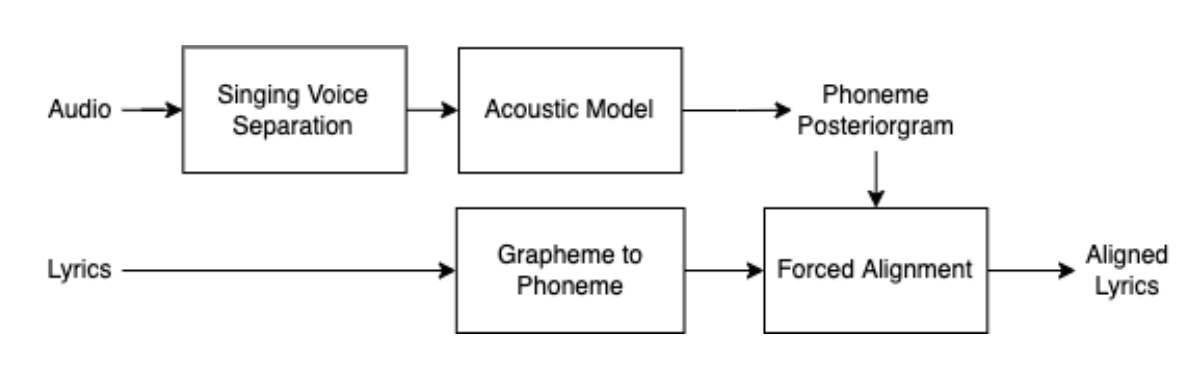 Audio
Singing Voice
Separation
Acoustic Model
Phoneme
Posteriorgram
Lyrics
Grapheme to
Phoneme
Forced Alignment
Aligned
Lyrics